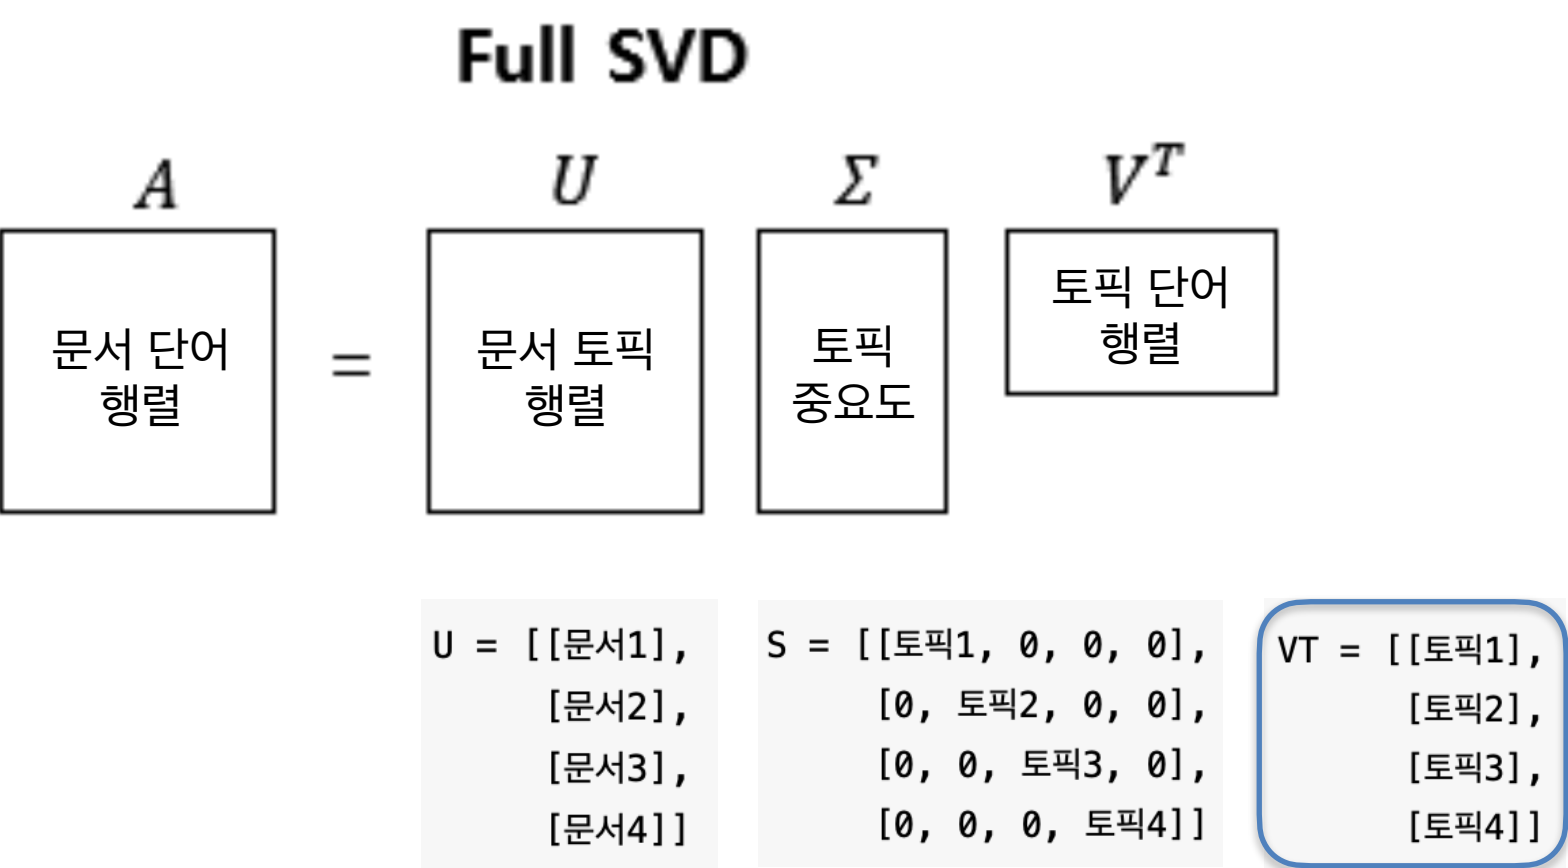 Full SVD
A U Σ V^T
문서 단어
행렬
=
문서 토픽
행렬
토픽
중요도
토픽 단어
행렬
U = [[문서1],
[문서2],
[문서3],
[문서4]]
S = [[토픽1, 0, 0, 0],
[0, 토픽2, 0, 0],
[0, 0, 토픽3, 0],
[0, 0, 0, 토픽4]]
VT = [[토픽1],
[토픽2],
[토픽3],
[토픽4]]